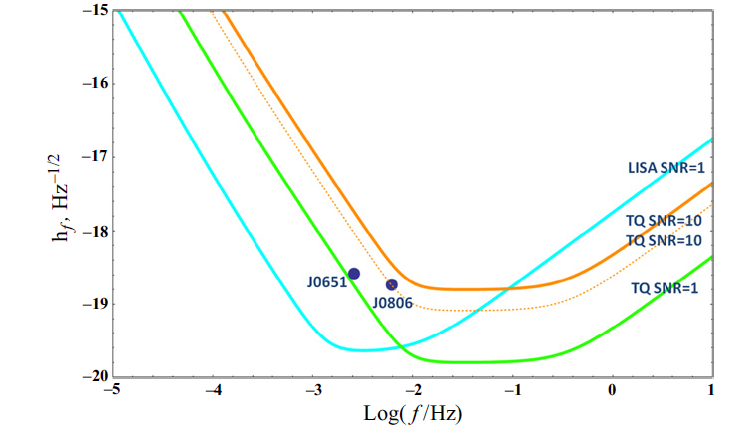 −15
−16
−17
−18
−19
−20
h_f, Hz^−1/2
LISA SNR=1
TQ SNR=10
TQ SNR=10
TQ SNR=1
J0651
J0806
−5 −4 −3 −2 −1 0 1
Log( f /Hz)